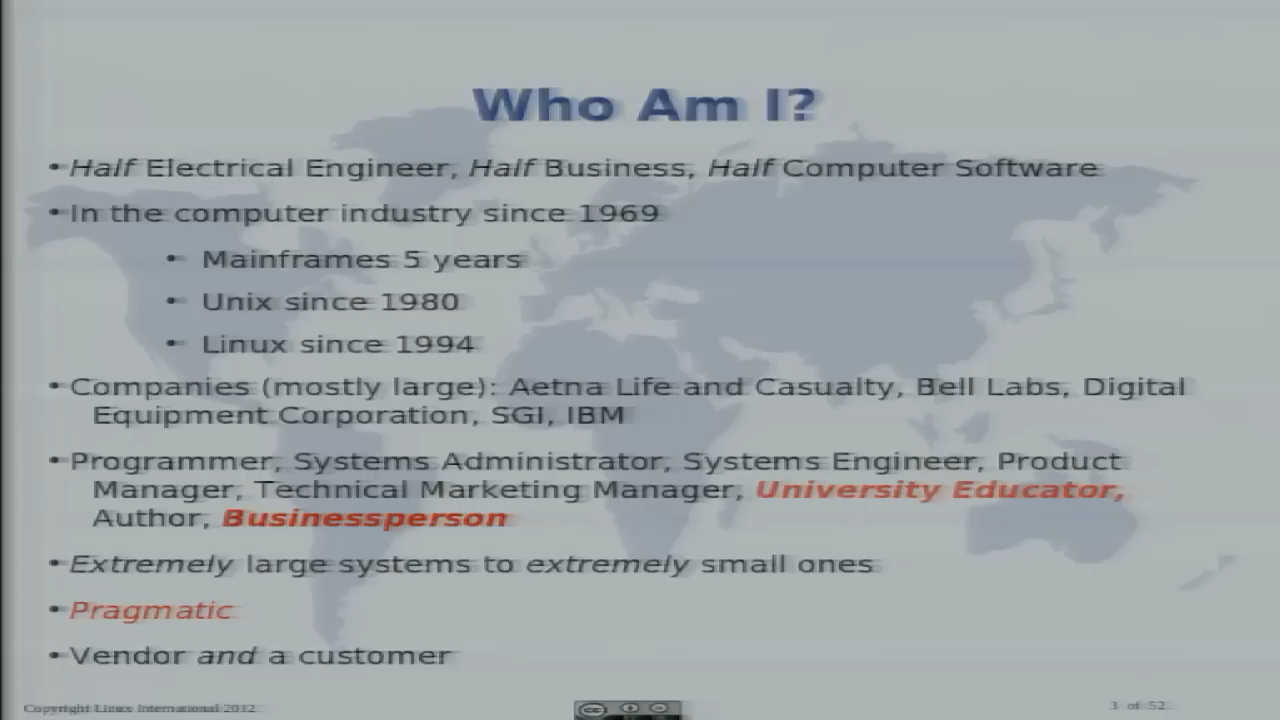 Who Am I?
• Half Electrical Engineer, Half Business, Half Computer Software
• In the computer industry since 1969
• Mainframes 5 years
• Unix since 1980
• Linux since 1994
• Companies (mostly large): Aetna Life and Casualty, Bell Labs, Digital
Equipment Corporation, SGI, IBM
• Programmer, Systems Administrator, Systems Engineer, Product
Manager, Technical Marketing Manager, University Educator,
Author, Businessperson
• Extremely large systems to extremely small ones
• Pragmatic
• Vendor and a customer
Copyright Linux International 2012
cc
3 of 52